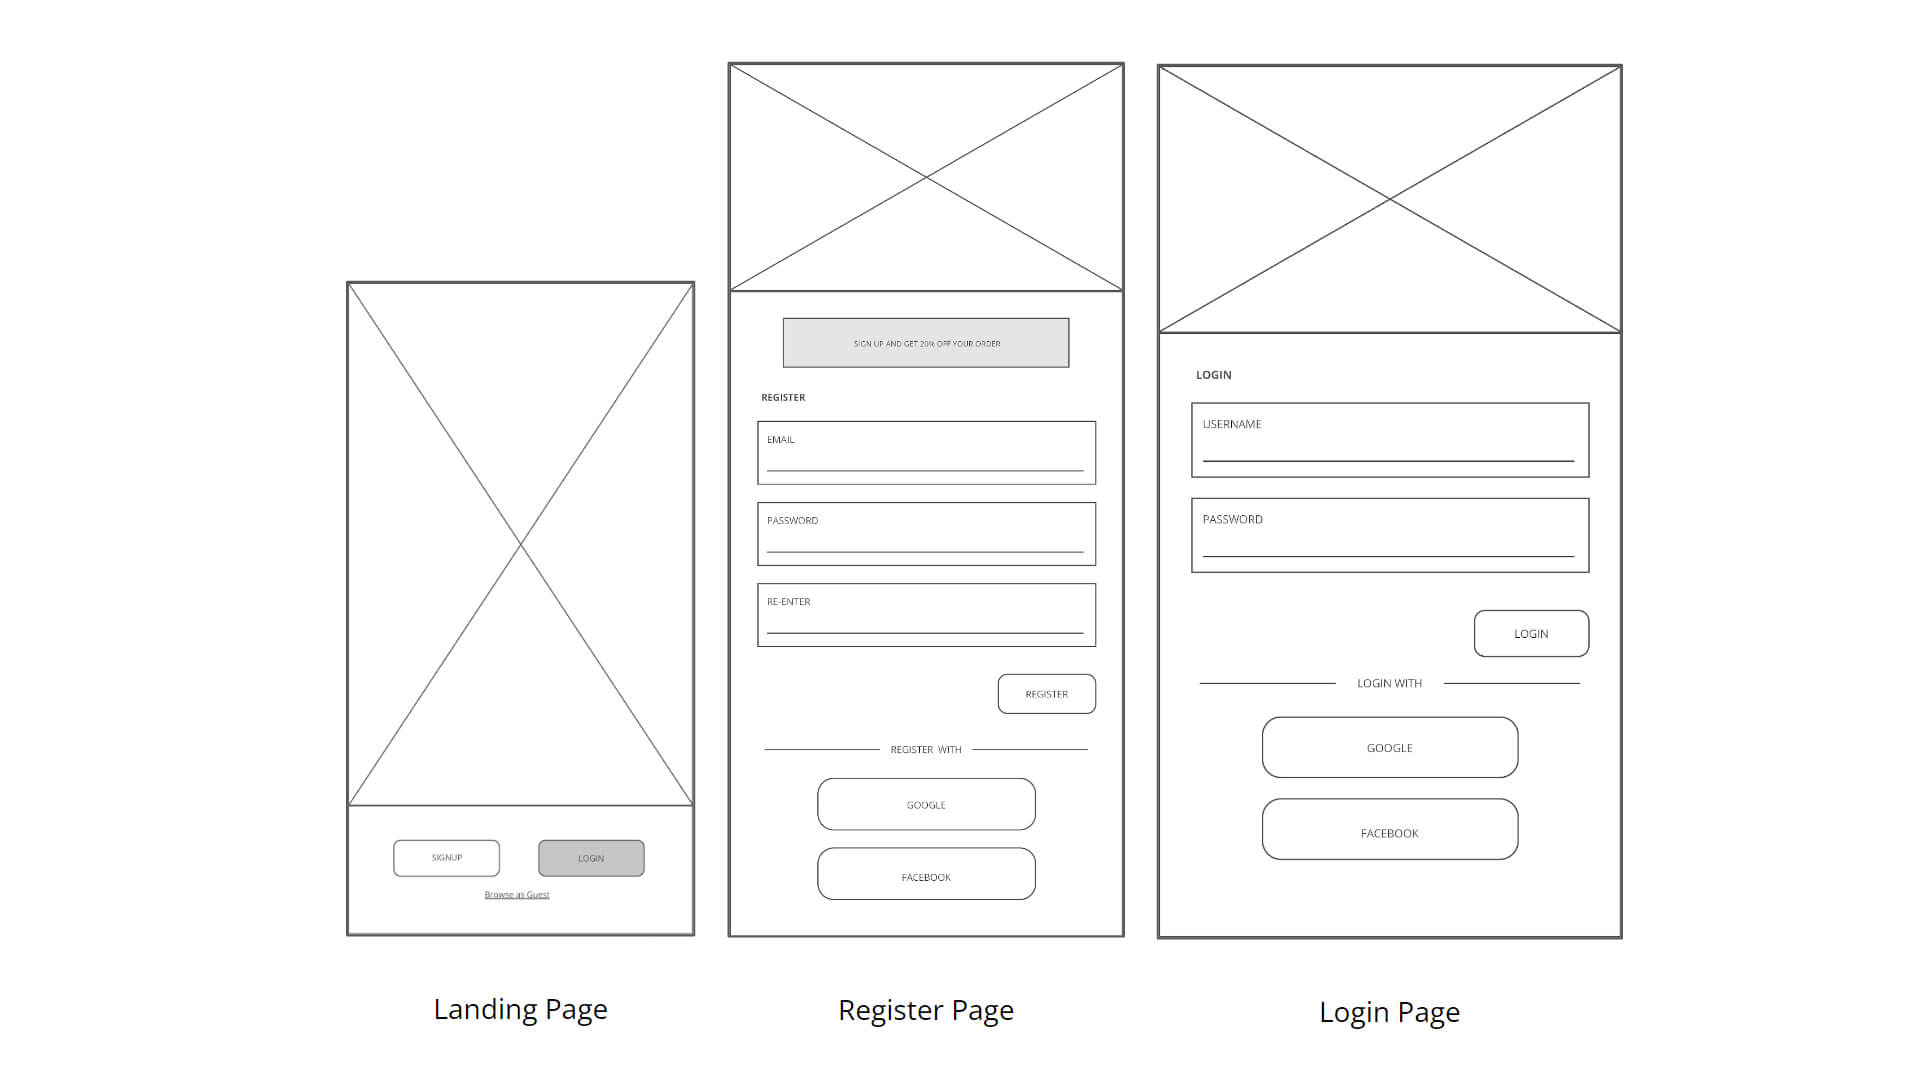 SIGNUP
LOGIN
Browse as Guest
Landing Page
SIGN UP AND GET 20% OFF YOUR ORDER
REGISTER
EMAIL
PASSWORD
RE-ENTER
REGISTER
REGISTER WITH
GOOGLE
FACEBOOK
Register Page
LOGIN
USERNAME
PASSWORD
LOGIN
LOGIN WITH
GOOGLE
FACEBOOK
Login Page